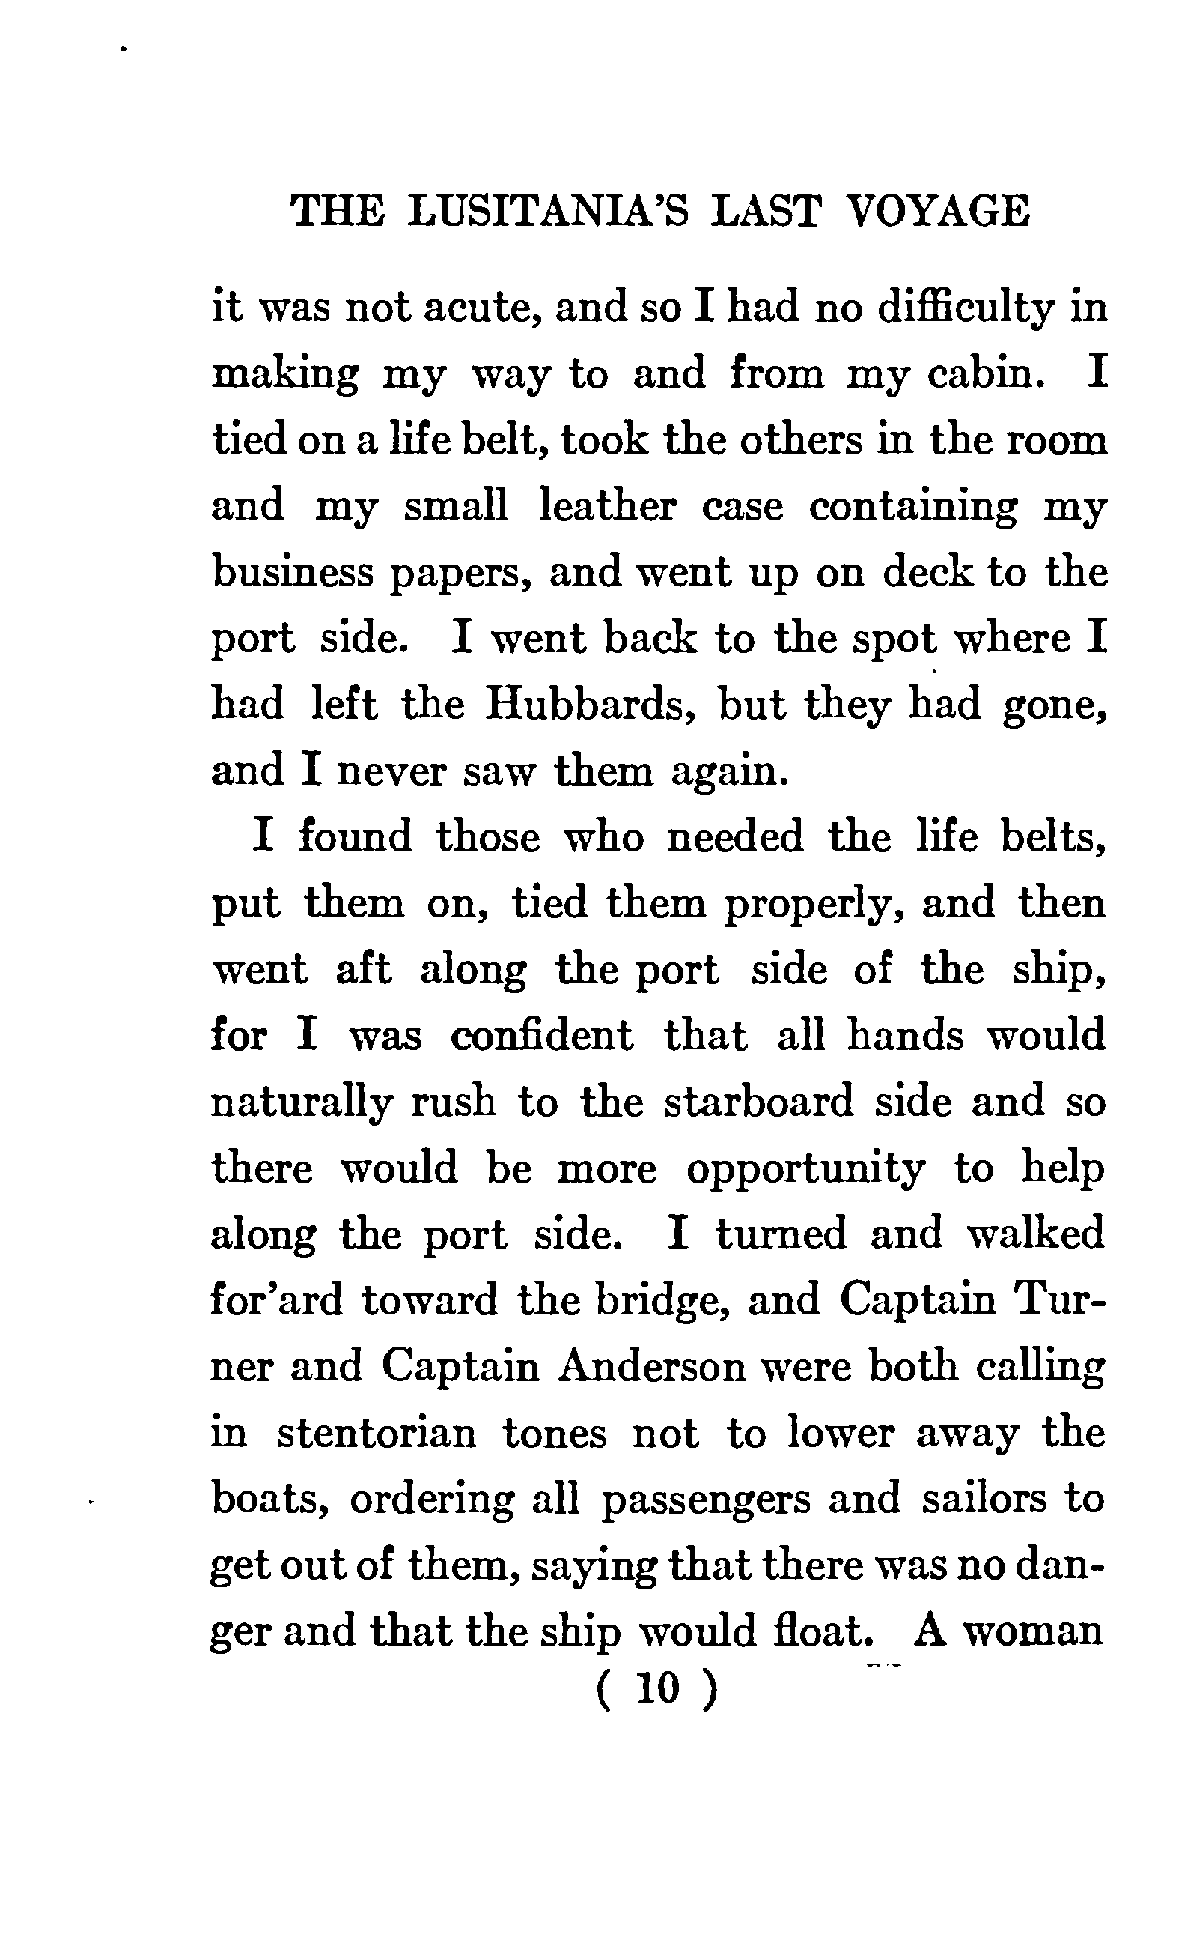 THE LUSITANIA'S LAST VOYAGE
it was not acute, and so I had no difficulty in
making my way to and from my cabin. I
tied on a life belt, took the others in the room
and my small leather case containing my
business papers, and went up on deck to the
port side. I went back to the spot where I
had left the Hubbards, but they had gone,
and I never saw them again.
I found those who needed the life belts,
put them on, tied them properly, and then
went aft along the port side of the ship,
for I was confident that all hands would
naturally rush to the starboard side and so
there would be more opportunity to help
along the port side. I turned and walked
for'ard toward the bridge, and Captain Tur-
ner and Captain Anderson were both calling
in stentorian tones not to lower away the
boats, ordering all passengers and sailors to
get out of them, saying that there was no dan-
ger and that the ship would float. A woman
( 10 )